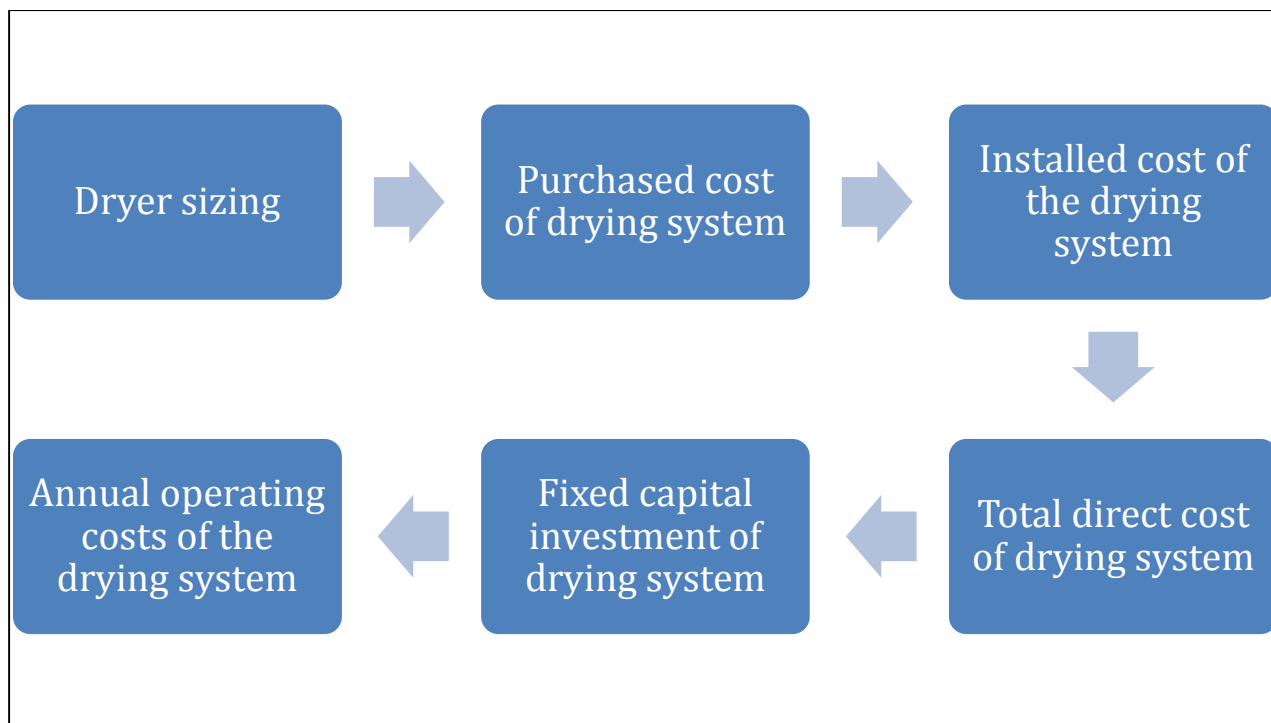 Dryer sizing
Purchased cost
of drying system
Installed cost of
the drying
system
Total direct cost
of drying system
Fixed capital
investment of
drying system
Annual operating
costs of the
drying system